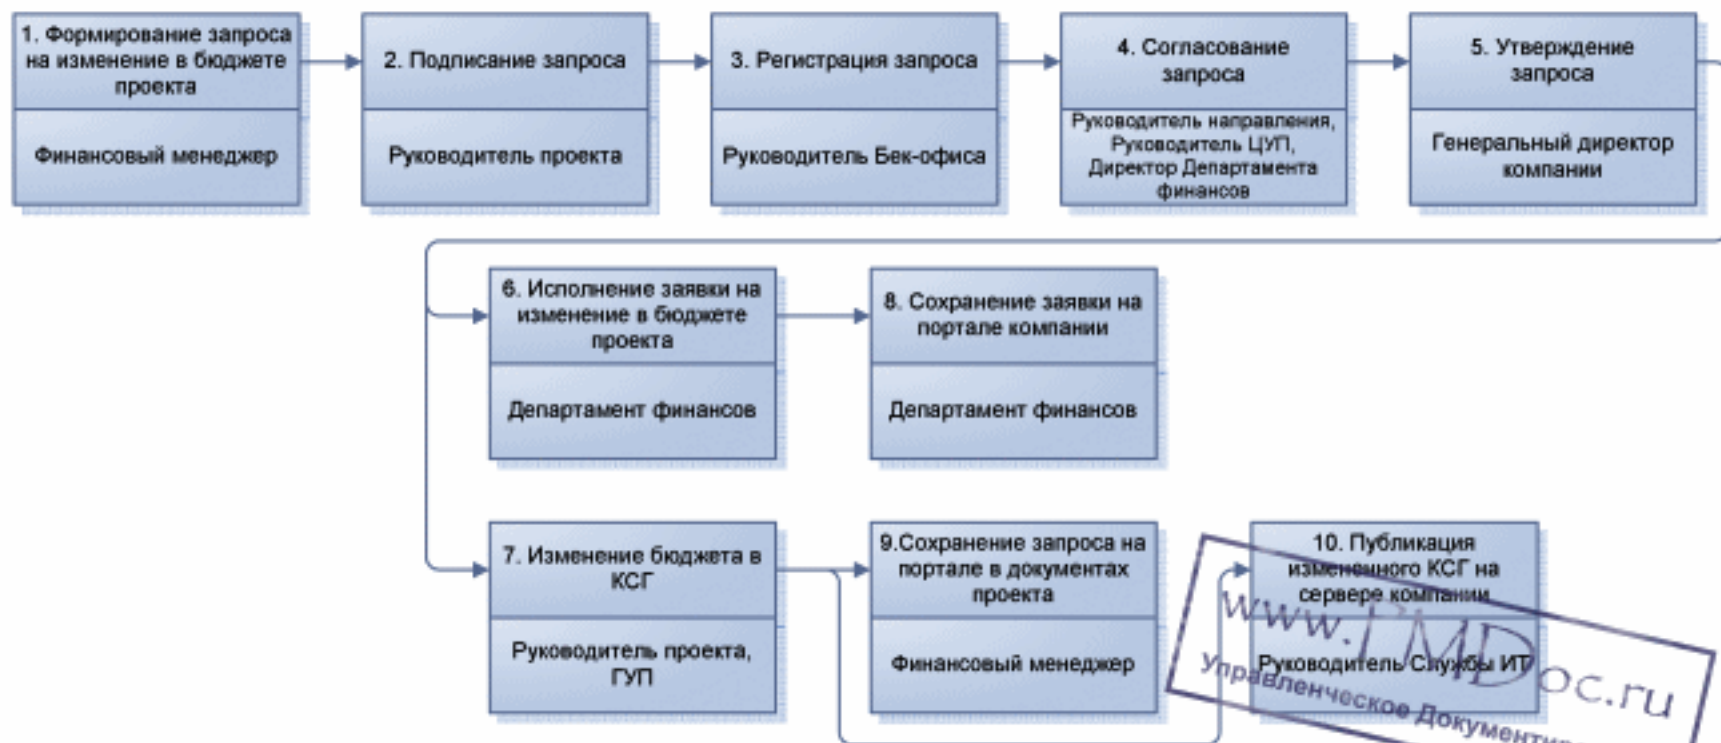 1. Формирование запроса
на изменение в бюджете
проекта
Финансовый менеджер
2. Подписание запроса
Руководитель проекта
3. Регистрация запроса
Руководитель Бек-офиса
4. Согласование
запроса
Руководитель направления,
Руководитель ЦУП,
Директор Департамента
финансов
5. Утверждение
запроса
Генеральный директор
компании
6. Исполнение заявки на
изменение в бюджете
проекта
Департамент финансов
8. Сохранение заявки на
портале компании
Департамент финансов
7. Изменение бюджета в
КСГ
Руководитель проекта,
ГУП
9.Сохранение запроса на
портале в документах
проекта
Финансовый менеджер
10. Публикация
измененного КСГ на
сервере компании
Руководитель Службы ИТ
www.PMDoc.ru
Управленческое